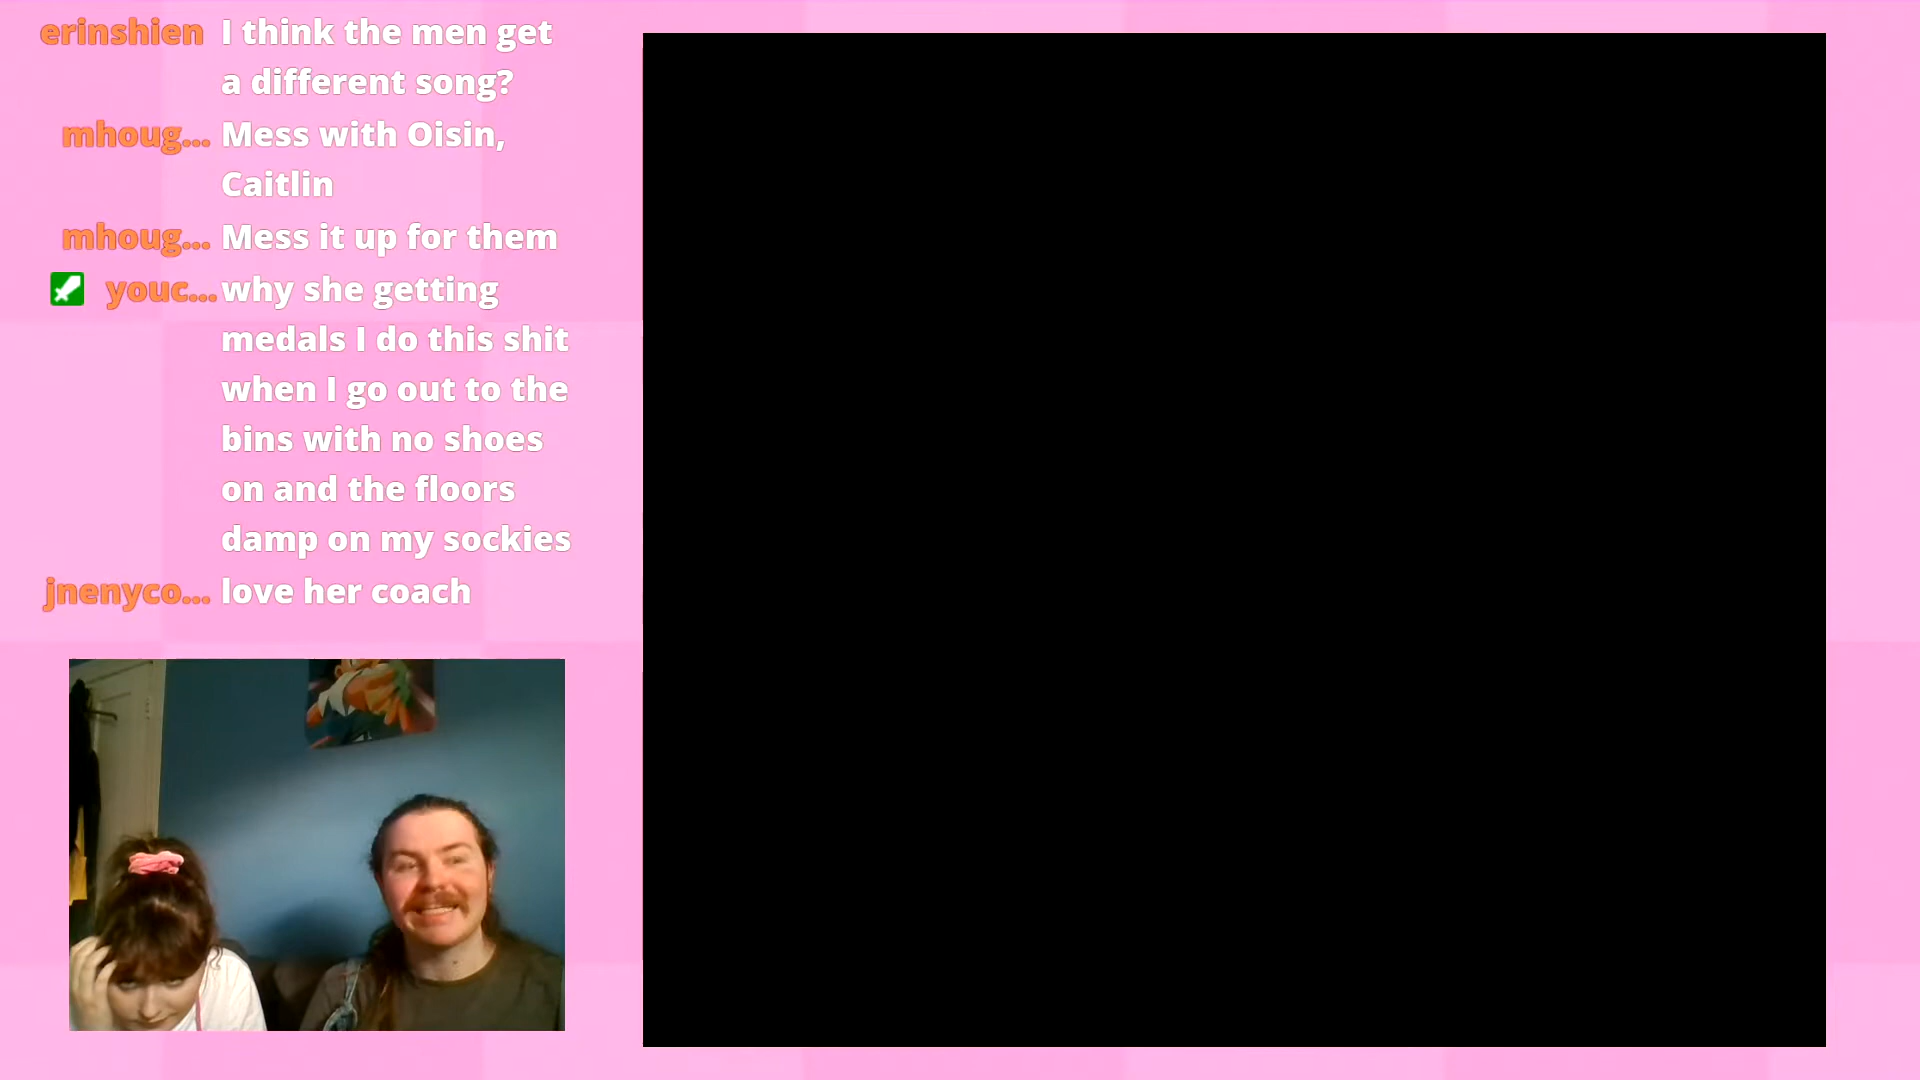 erinshien I think the men get
a different song?
mhoug... Mess with Oisin,
Caitlin
mhoug... Mess it up for them
youc... why she getting
medals I do this shit
when I go out to the
bins with no shoes
on and the floors
damp on my sockies
jnenyco... love her coach